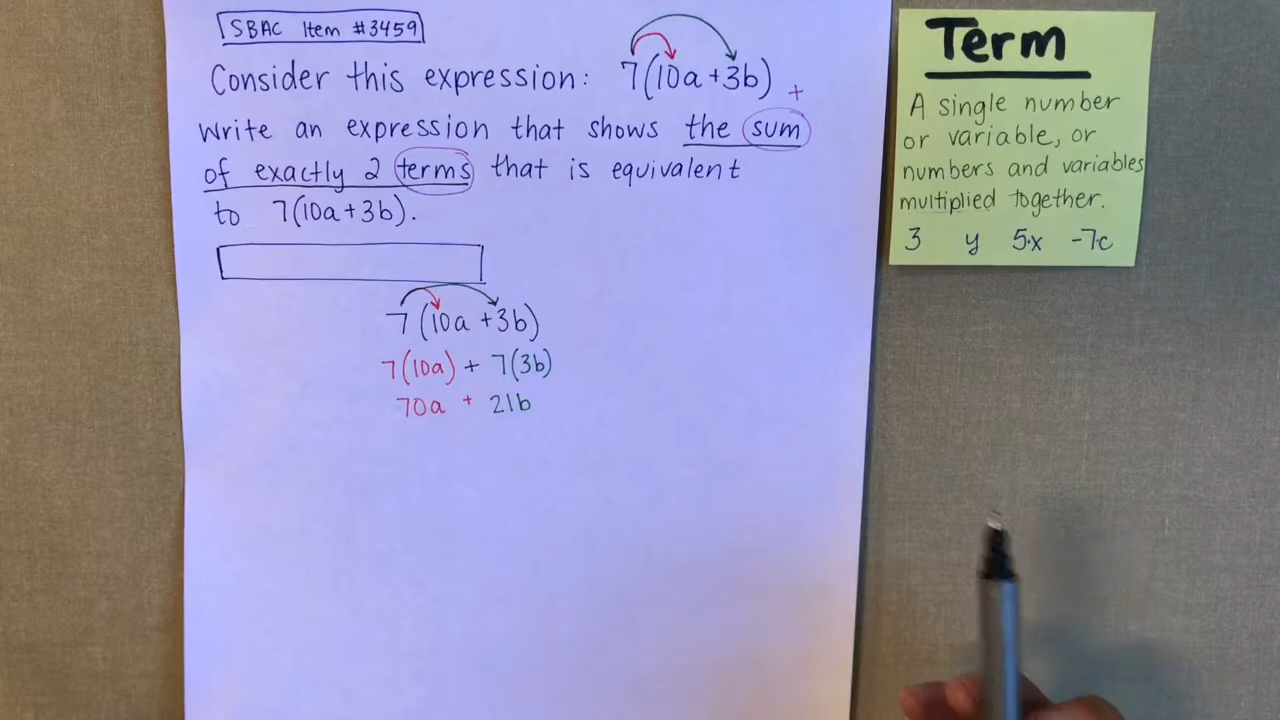 SBAC Item #3459
Consider this expression: 7(10a+3b)
+
Write an expression that shows the sum
of exactly 2 terms that is equivalent
to 7(10a+3b).
7(10a+3b)
7(10a) + 7(3b)
70a + 21b
Term
A single number
or variable, or
numbers and variables
multiplied together.
3 y 5·x -7·c